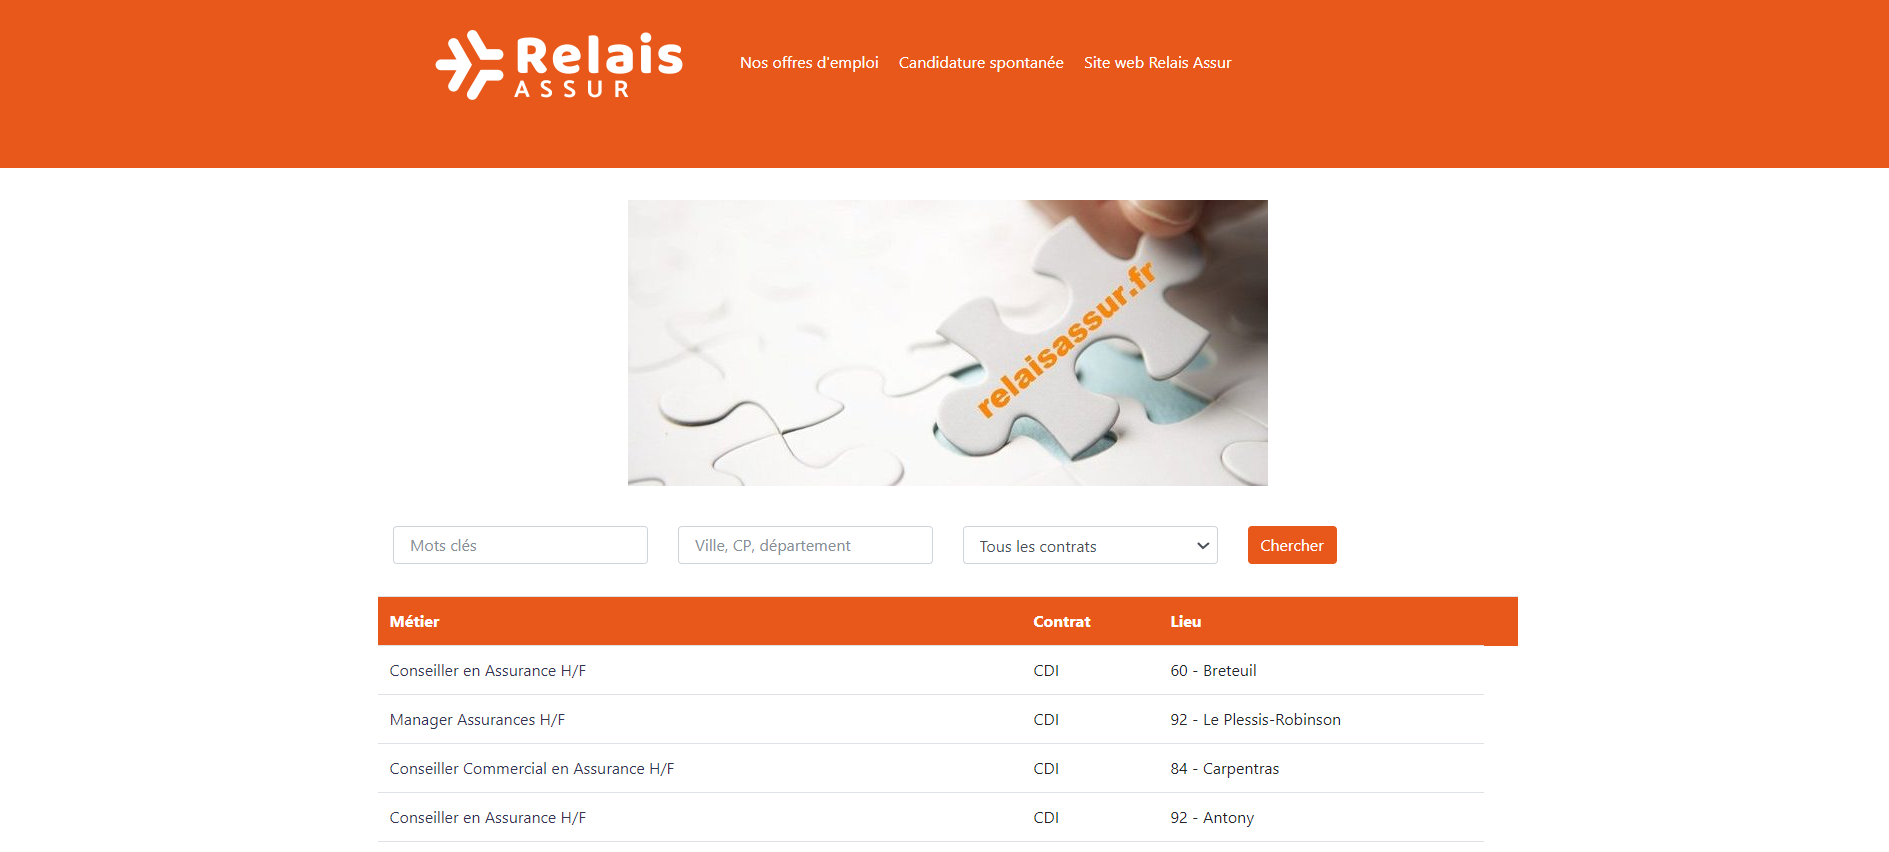 Relais
ASSUR
Nos offres d'emploi Candidature spontanée Site web Relais Assur
relaisassur.fr
Mots clés Ville, CP, département Tous les contrats Chercher
Métier Contrat Lieu
Conseiller en Assurance H/F CDI 60 - Breteuil
Manager Assurances H/F CDI 92 - Le Plessis-Robinson
Conseiller Commercial en Assurance H/F CDI 84 - Carpentras
Conseiller en Assurance H/F CDI 92 - Antony